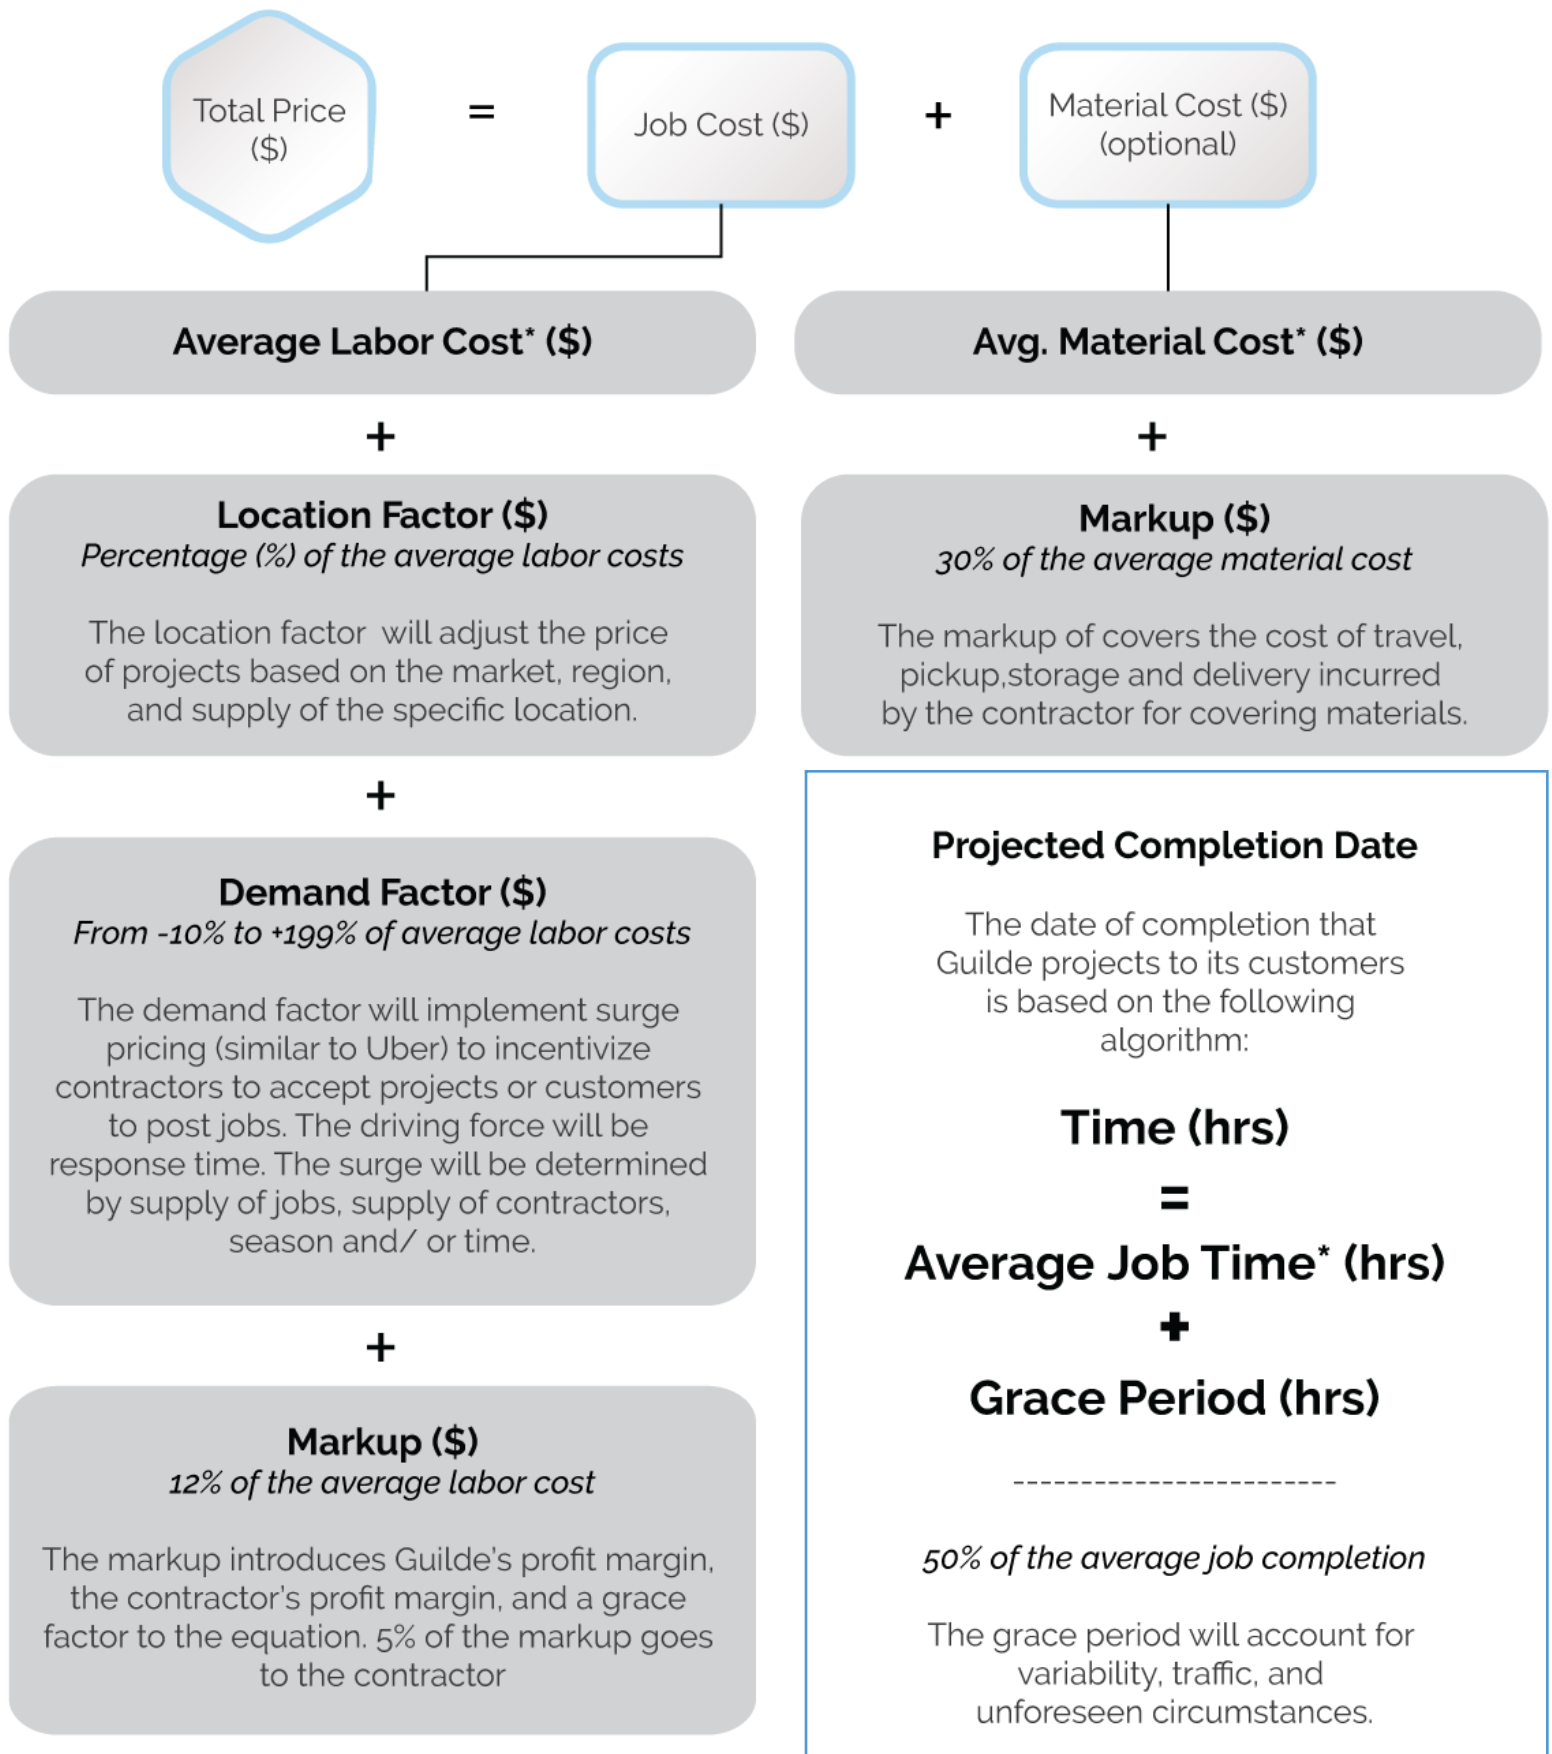 Total Price
($)
=
Job Cost ($)
+
Material Cost ($)
(optional)
Average Labor Cost* ($)
+
Location Factor ($)
Percentage (%) of the average labor costs
The location factor will adjust the price
of projects based on the market, region,
and supply of the specific location.
+
Demand Factor ($)
From -10% to +199% of average labor costs
The demand factor will implement surge
pricing (similar to Uber) to incentivize
contractors to accept projects or customers
to post jobs. The driving force will be
response time. The surge will be determined
by supply of jobs, supply of contractors,
season and/ or time.
+
Markup ($)
12% of the average labor cost
The markup introduces Guilde's profit margin,
the contractor's profit margin, and a grace
factor to the equation. 5% of the markup goes
to the contractor
Avg. Material Cost* ($)
+
Markup ($)
30% of the average material cost
The markup of covers the cost of travel,
pickup,storage and delivery incurred
by the contractor for covering materials.
Projected Completion Date
The date of completion that
Guilde projects to its customers
is based on the following
algorithm:
Time (hrs)
=
Average Job Time* (hrs)
+
Grace Period (hrs)
------------------------
50% of the average job completion
The grace period will account for
variability, traffic, and
unforeseen circumstances.